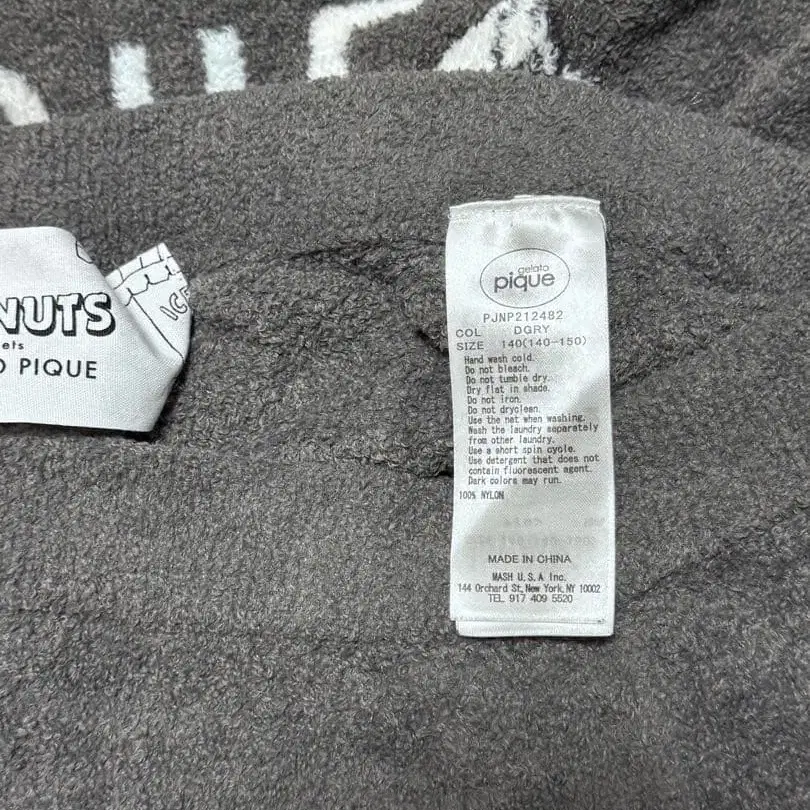 NUTS
ets
O PIQUE
ICE
gelato
pique
PJNP212482
COL DGRY
SIZE 140(140-150)
Hand wash cold.
Do not bleach.
Do not tumble dry.
Dry flat in shade.
Do not iron.
Do not dryclean.
Use the net when washing.
Wash the laundry separately
from other laundry.
Use a short spin cycle.
Use detergent that does not
contain fluorescent agent.
Dark colors may run.
100% NYLON
MADE IN CHINA
MASH U.S.A Inc.
144 Orchard St, New York, NY 10002
TEL 917 409 5520